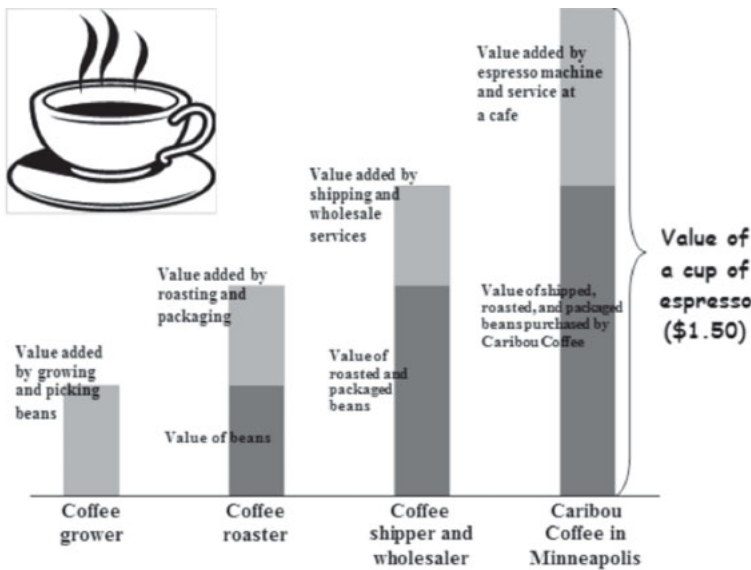 Value added by
espresso machine
and service at
a cafe
Value added by
shipping and
wholesale
services
Value of
a cup of
espresso
($1.50)
Value added by
roasting and
packaging
Value of shipped,
roasted, and packaged
beans purchased by
Caribou Coffee
Value added
by growing
and picking
beans
Value of
roasted and
packaged
beans
Value of beans
Coffee
grower
Coffee
roaster
Coffee
shipper and
wholesaler
Caribou
Coffee in
Minneapolis